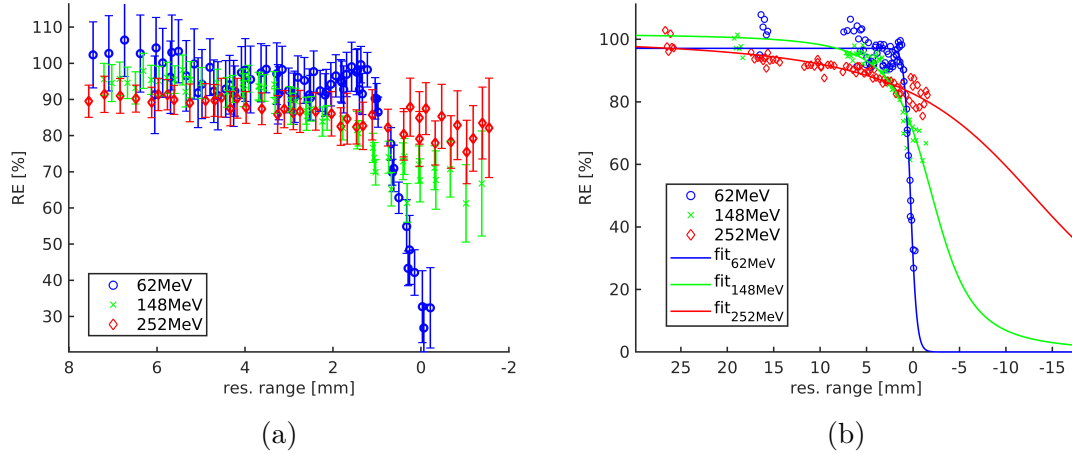 110
100
90
80
70
60
50
40
30
RE [%]
62MeV
148MeV
252MeV
8 6 4 2 0 -2
res. range [mm]
(a)
100
80
60
40
20
0
RE [%]
62MeV
148MeV
252MeV
fit62MeV
fit148MeV
fit252MeV
25 20 15 10 5 0 -5 -10 -15
res. range [mm]
(b)